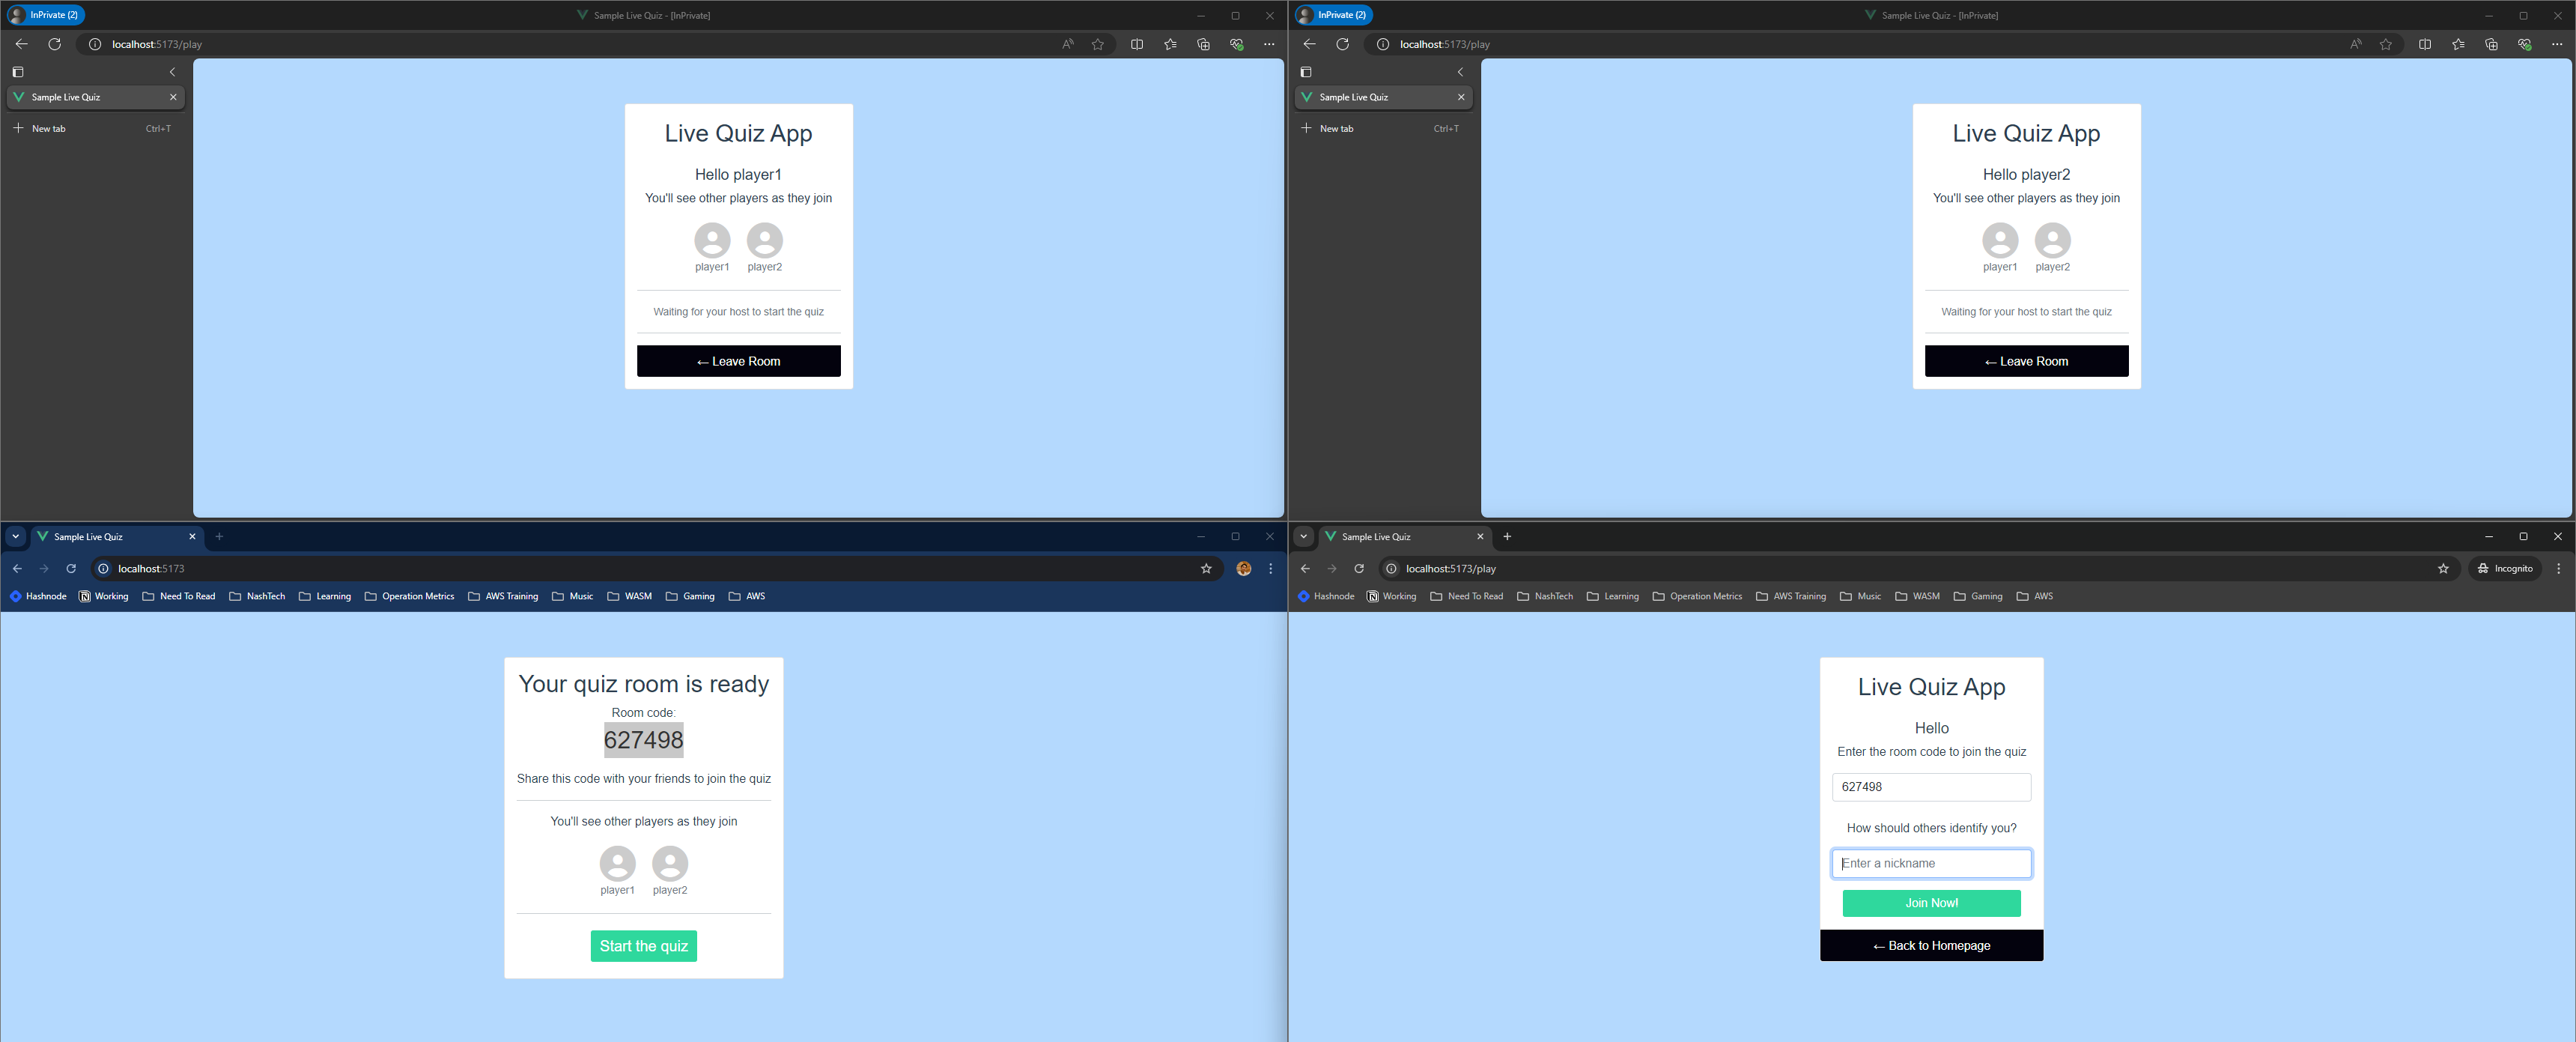 InPrivate (2)
Sample Live Quiz - [InPrivate]
localhost:5173/play
Sample Live Quiz
New tab
Ctrl+T
Live Quiz App
Hello player1
You'll see other players as they join
player1 player2
Waiting for your host to start the quiz
← Leave Room
InPrivate (2)
Sample Live Quiz - [InPrivate]
localhost:5173/play
Sample Live Quiz
New tab
Ctrl+T
Live Quiz App
Hello player2
You'll see other players as they join
player1 player2
Waiting for your host to start the quiz
← Leave Room
Sample Live Quiz
localhost:5173
Hashnode Working Need To Read NashTech Learning Operation Metrics AWS Training Music WASM Gaming AWS
Your quiz room is ready
Room code:
627498
Share this code with your friends to join the quiz
You'll see other players as they join
player1 player2
Start the quiz
Sample Live Quiz
localhost:5173/play
Incognito
Hashnode Working Need To Read NashTech Learning Operation Metrics AWS Training Music WASM Gaming AWS
Live Quiz App
Hello
Enter the room code to join the quiz
627498
How should others identify you?
Enter a nickname
Join Now!
← Back to Homepage